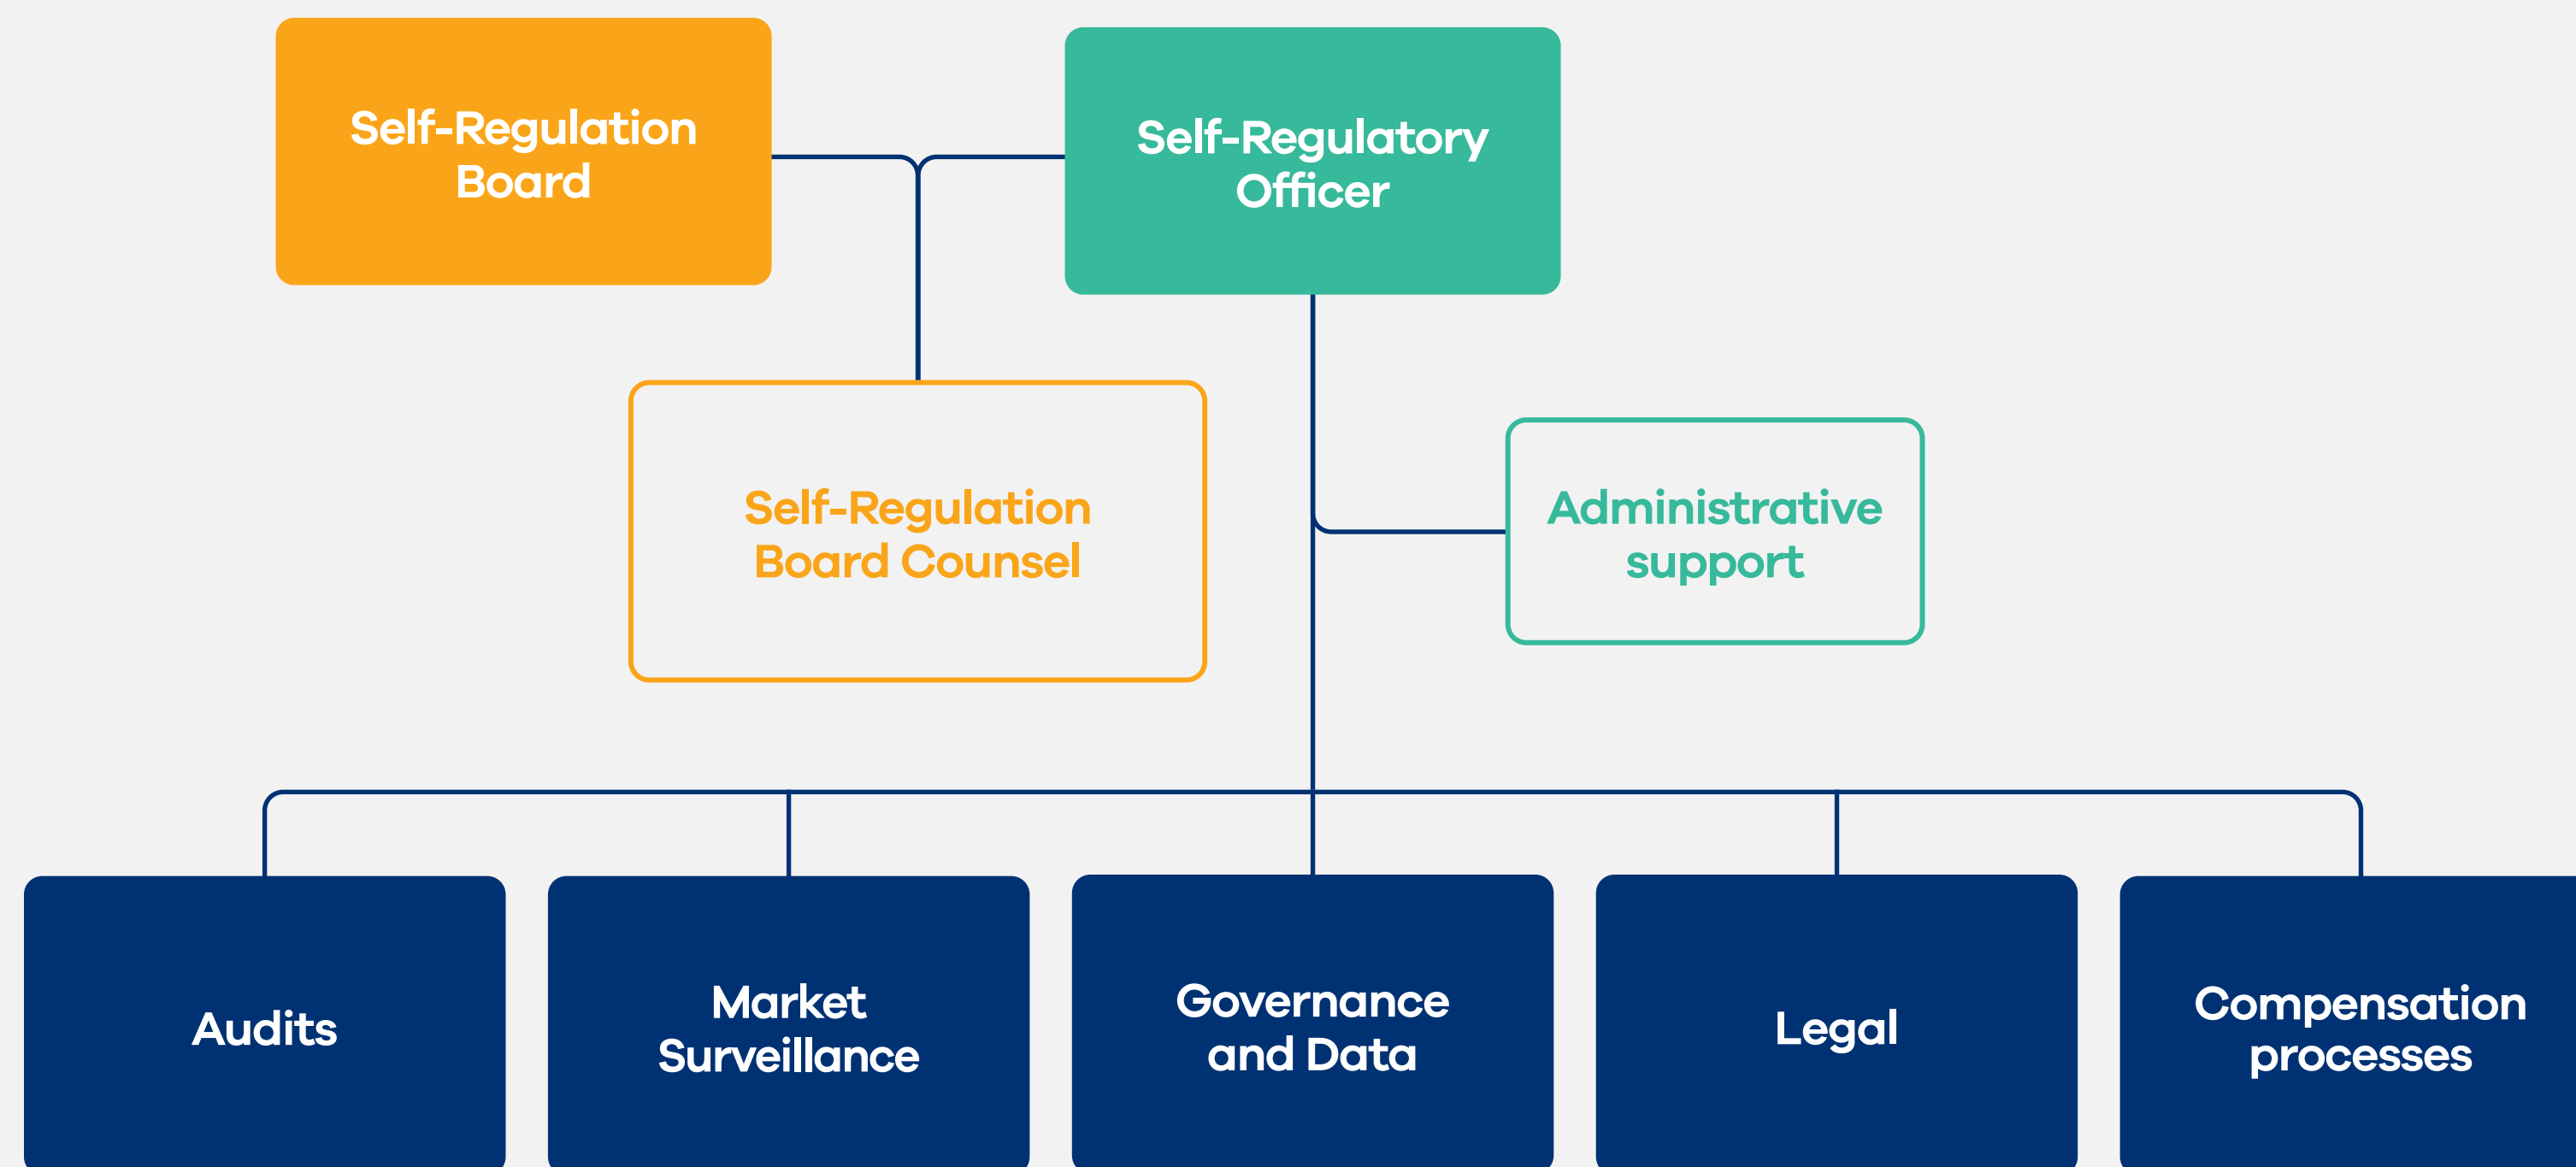 Self-Regulation
Board
Self-Regulatory
Officer
Self-Regulation
Board Counsel
Administrative
support
Audits
Market
Surveillance
Governance
and Data
Legal
Compensation
processes